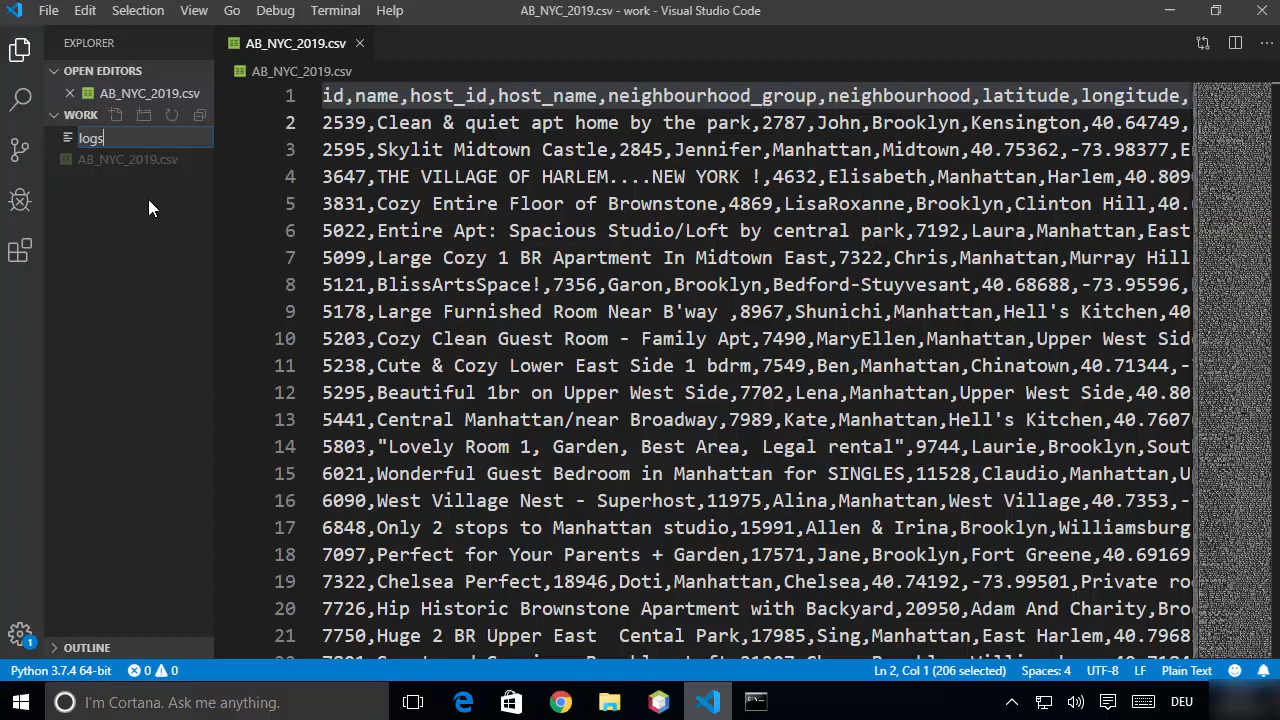 File Edit Selection View Go Debug Terminal Help AB_NYC_2019.csv - work - Visual Studio Code
EXPLORER
OPEN EDITORS
AB_NYC_2019.csv
WORK
logs
AB_NYC_2019.csv
OUTLINE
AB_NYC_2019.csv
AB_NYC_2019.csv
1 id,name,host_id,host_name,neighbourhood_group,neighbourhood,latitude,longitude,
2 2539,Clean & quiet apt home by the park,2787,John,Brooklyn,Kensington,40.64749,
3 2595,Skylit Midtown Castle,2845,Jennifer,Manhattan,Midtown,40.75362,-73.98377,E
4 3647,THE VILLAGE OF HARLEM....NEW YORK !,4632,Elisabeth,Manhattan,Harlem,40.809
5 3831,Cozy Entire Floor of Brownstone,4869,LisaRoxanne,Brooklyn,Clinton Hill,40.
6 5022,Entire Apt: Spacious Studio/Loft by central park,7192,Laura,Manhattan,East
7 5099,Large Cozy 1 BR Apartment In Midtown East,7322,Chris,Manhattan,Murray Hill
8 5121,BlissArtsSpace!,7356,Garon,Brooklyn,Bedford-Stuyvesant,40.68688,-73.95596,
9 5178,Large Furnished Room Near B'way ,8967,Shunichi,Manhattan,Hell's Kitchen,40
10 5203,Cozy Clean Guest Room - Family Apt,7490,MaryEllen,Manhattan,Upper West Sid
11 5238,Cute & Cozy Lower East Side 1 bdrm,7549,Ben,Manhattan,Chinatown,40.71344,-
12 5295,Beautiful 1br on Upper West Side,7702,Lena,Manhattan,Upper West Side,40.80
13 5441,Central Manhattan/near Broadway,7989,Kate,Manhattan,Hell's Kitchen,40.7607
14 5803,"Lovely Room 1, Garden, Best Area, Legal rental",9744,Laurie,Brooklyn,Sout
15 6021,Wonderful Guest Bedroom in Manhattan for SINGLES,11528,Claudio,Manhattan,U
16 6090,West Village Nest - Superhost,11975,Alina,Manhattan,West Village,40.7353,-
17 6848,Only 2 stops to Manhattan studio,15991,Allen & Irina,Brooklyn,Williamsburg
18 7097,Perfect for Your Parents + Garden,17571,Jane,Brooklyn,Fort Greene,40.69169
19 7322,Chelsea Perfect,18946,Doti,Manhattan,Chelsea,40.74192,-73.99501,Private ro
20 7726,Hip Historic Brownstone Apartment with Backyard,20950,Adam And Charity,Bro
21 7750,Huge 2 BR Upper East  Cental Park,17985,Sing,Manhattan,East Harlem,40.7968
1
Python 3.7.4 64-bit 0 0 Ln 2, Col 1 (206 selected) Spaces: 4 UTF-8 LF Plain Text
I'm Cortana. Ask me anything. DEU